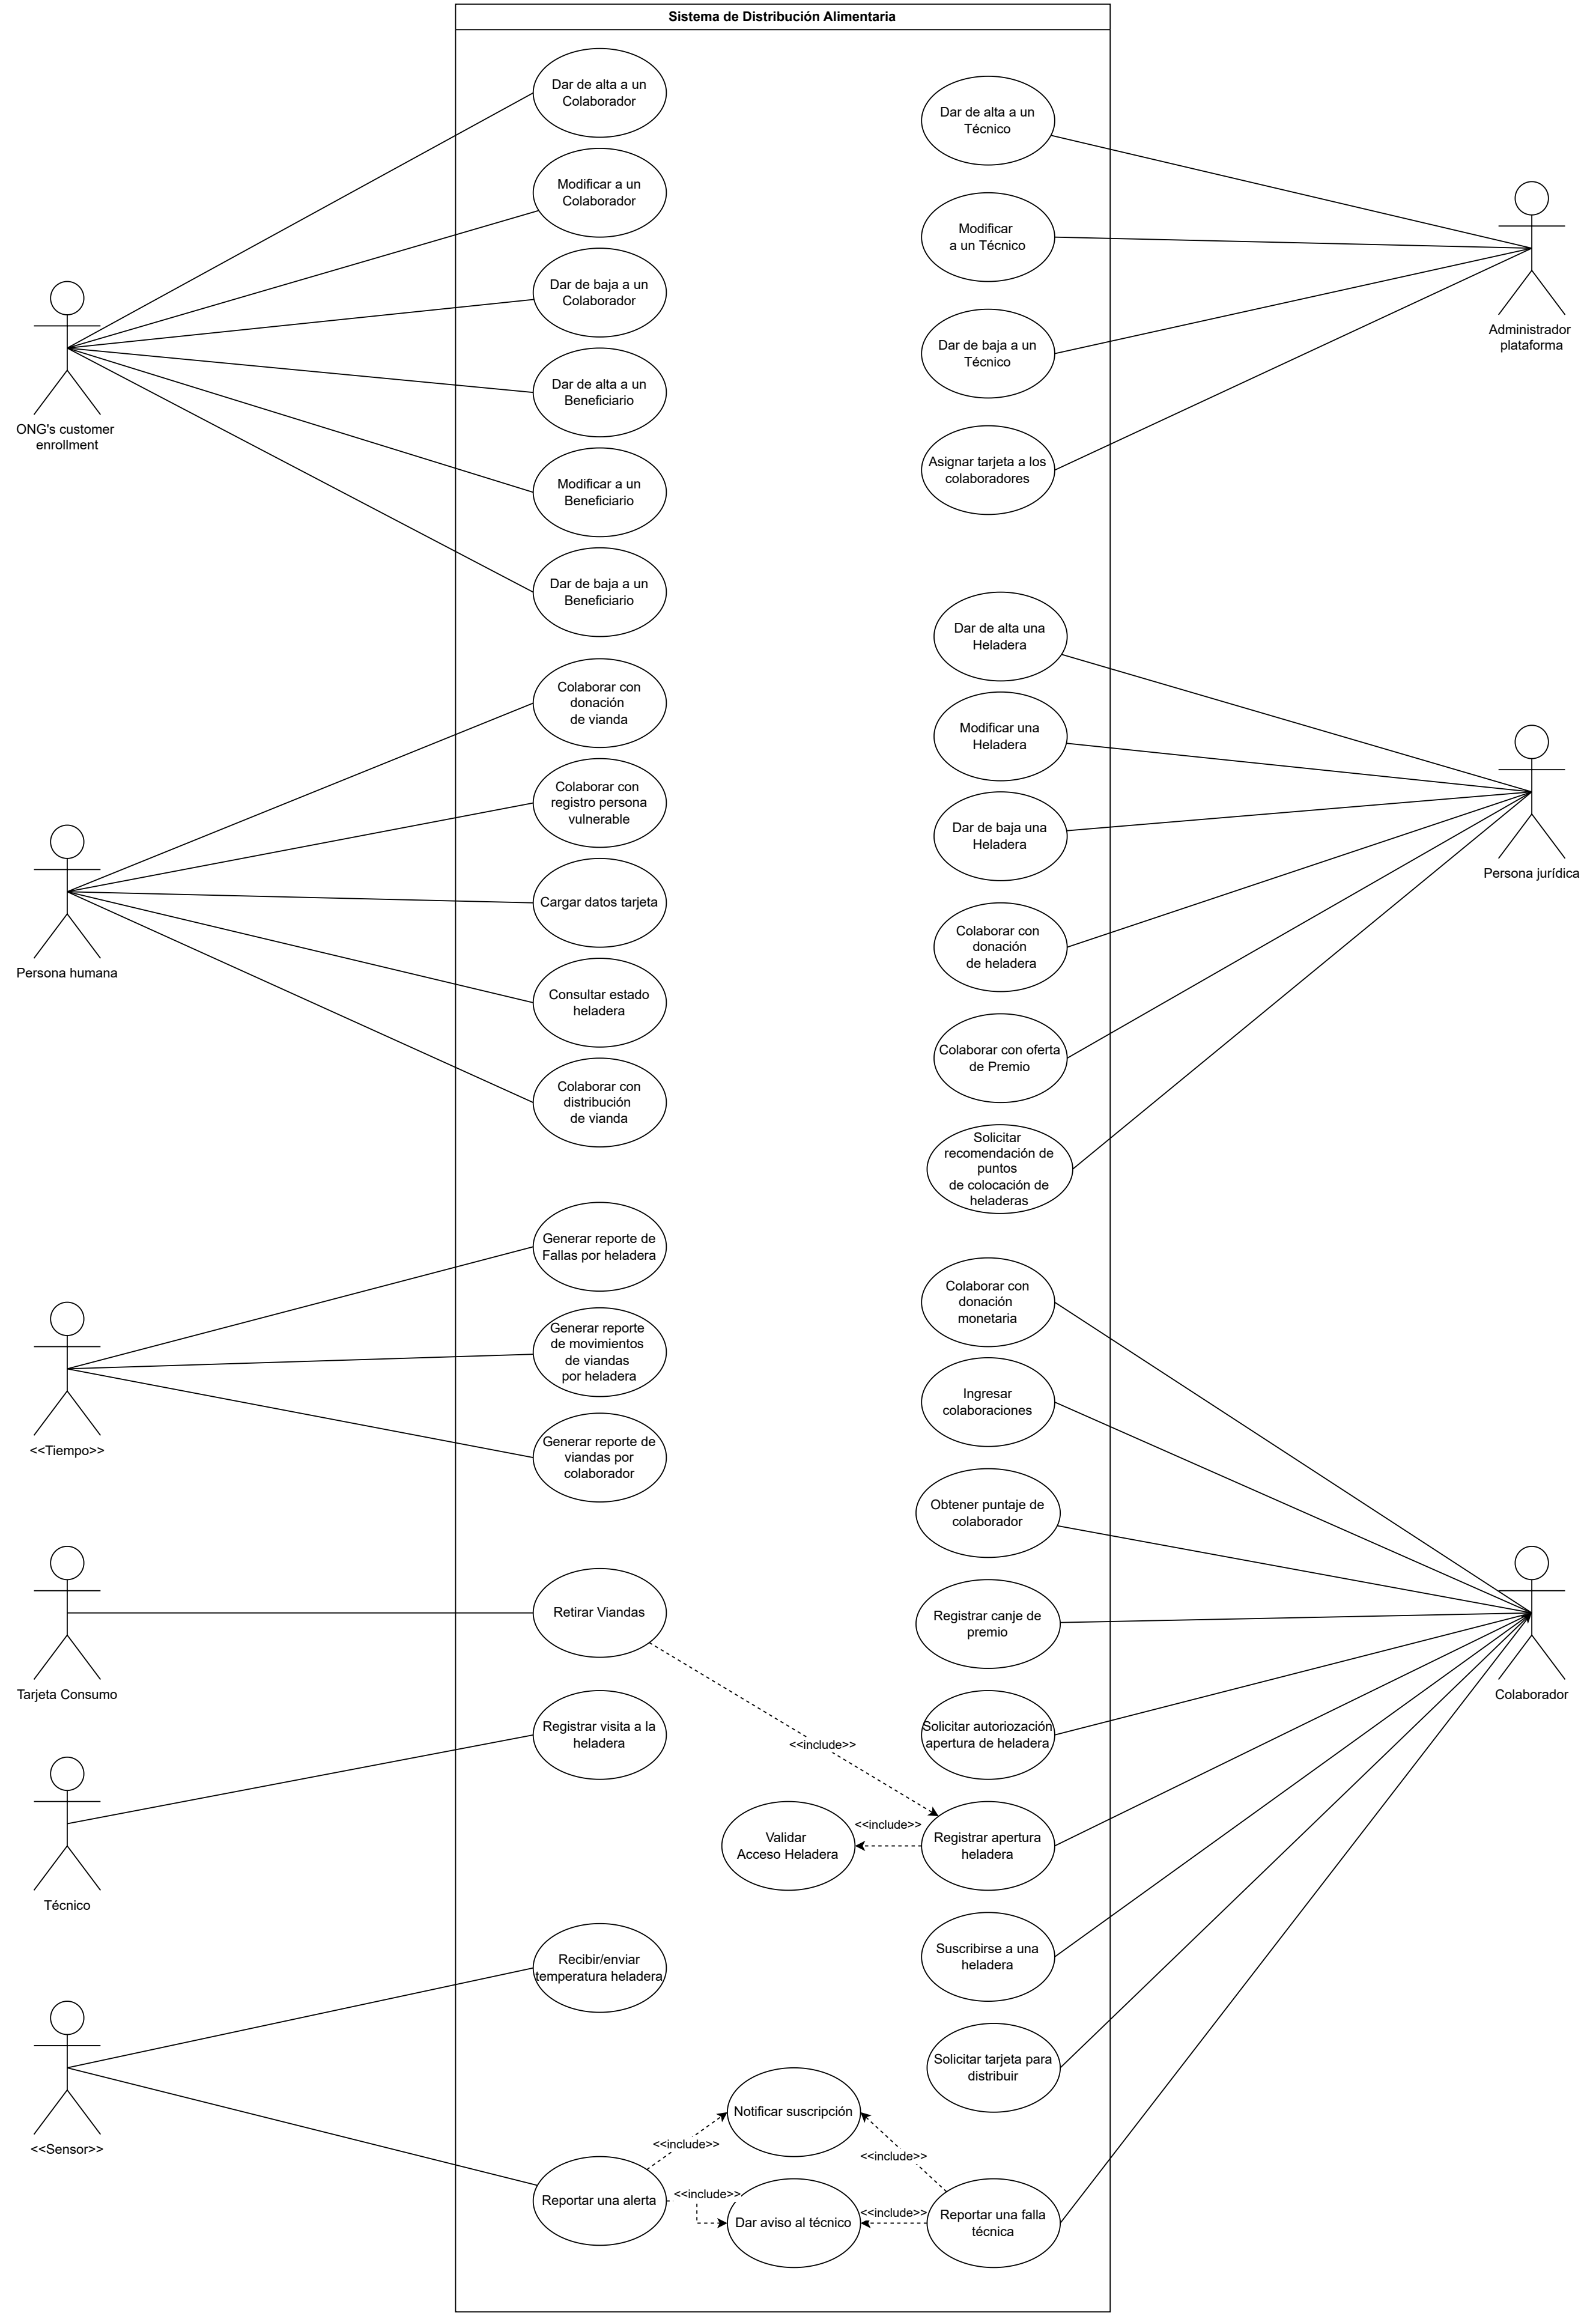 Sistema de Distribución Alimentaria
Dar de alta a un
Colaborador
Modificar a un
Colaborador
Dar de baja a un
Colaborador
Dar de alta a un
Beneficiario
Modificar a un
Beneficiario
Dar de baja a un
Beneficiario
ONG's customer
enrollment
Dar de alta a un
Técnico
Modificar
a un Técnico
Dar de baja a un
Técnico
Asignar tarjeta a los
colaboradores
Administrador
plataforma
Colaborar con
donación
de vianda
Colaborar con
registro persona
vulnerable
Cargar datos tarjeta
Consultar estado
heladera
Colaborar con
distribución
de vianda
Persona humana
Dar de alta una
Heladera
Modificar una
Heladera
Dar de baja una
Heladera
Colaborar con
donación
de heladera
Colaborar con oferta
de Premio
Solicitar
recomendación de
puntos
de colocación de
heladeras
Persona jurídica
Generar reporte de
Fallas por heladera
Generar reporte
de movimientos
de viandas
por heladera
Generar reporte de
viandas por
colaborador
<<Tiempo>>
Retirar Viandas
Tarjeta Consumo
Registrar visita a la
heladera
Técnico
Recibir/enviar
temperatura heladera
<<Sensor>>
Reportar una alerta
Colaborar con
donación
monetaria
Ingresar
colaboraciones
Obtener puntaje de
colaborador
Registrar canje de
premio
Solicitar autoriozación
apertura de heladera
<<include>>
Validar
Acceso Heladera
<<include>>
Registrar apertura
heladera
Suscribirse a una
heladera
Solicitar tarjeta para
distribuir
Colaborador
Notificar suscripción
<<include>>
<<include>>
<<include>>
Dar aviso al técnico
<<include>>
Reportar una falla
técnica